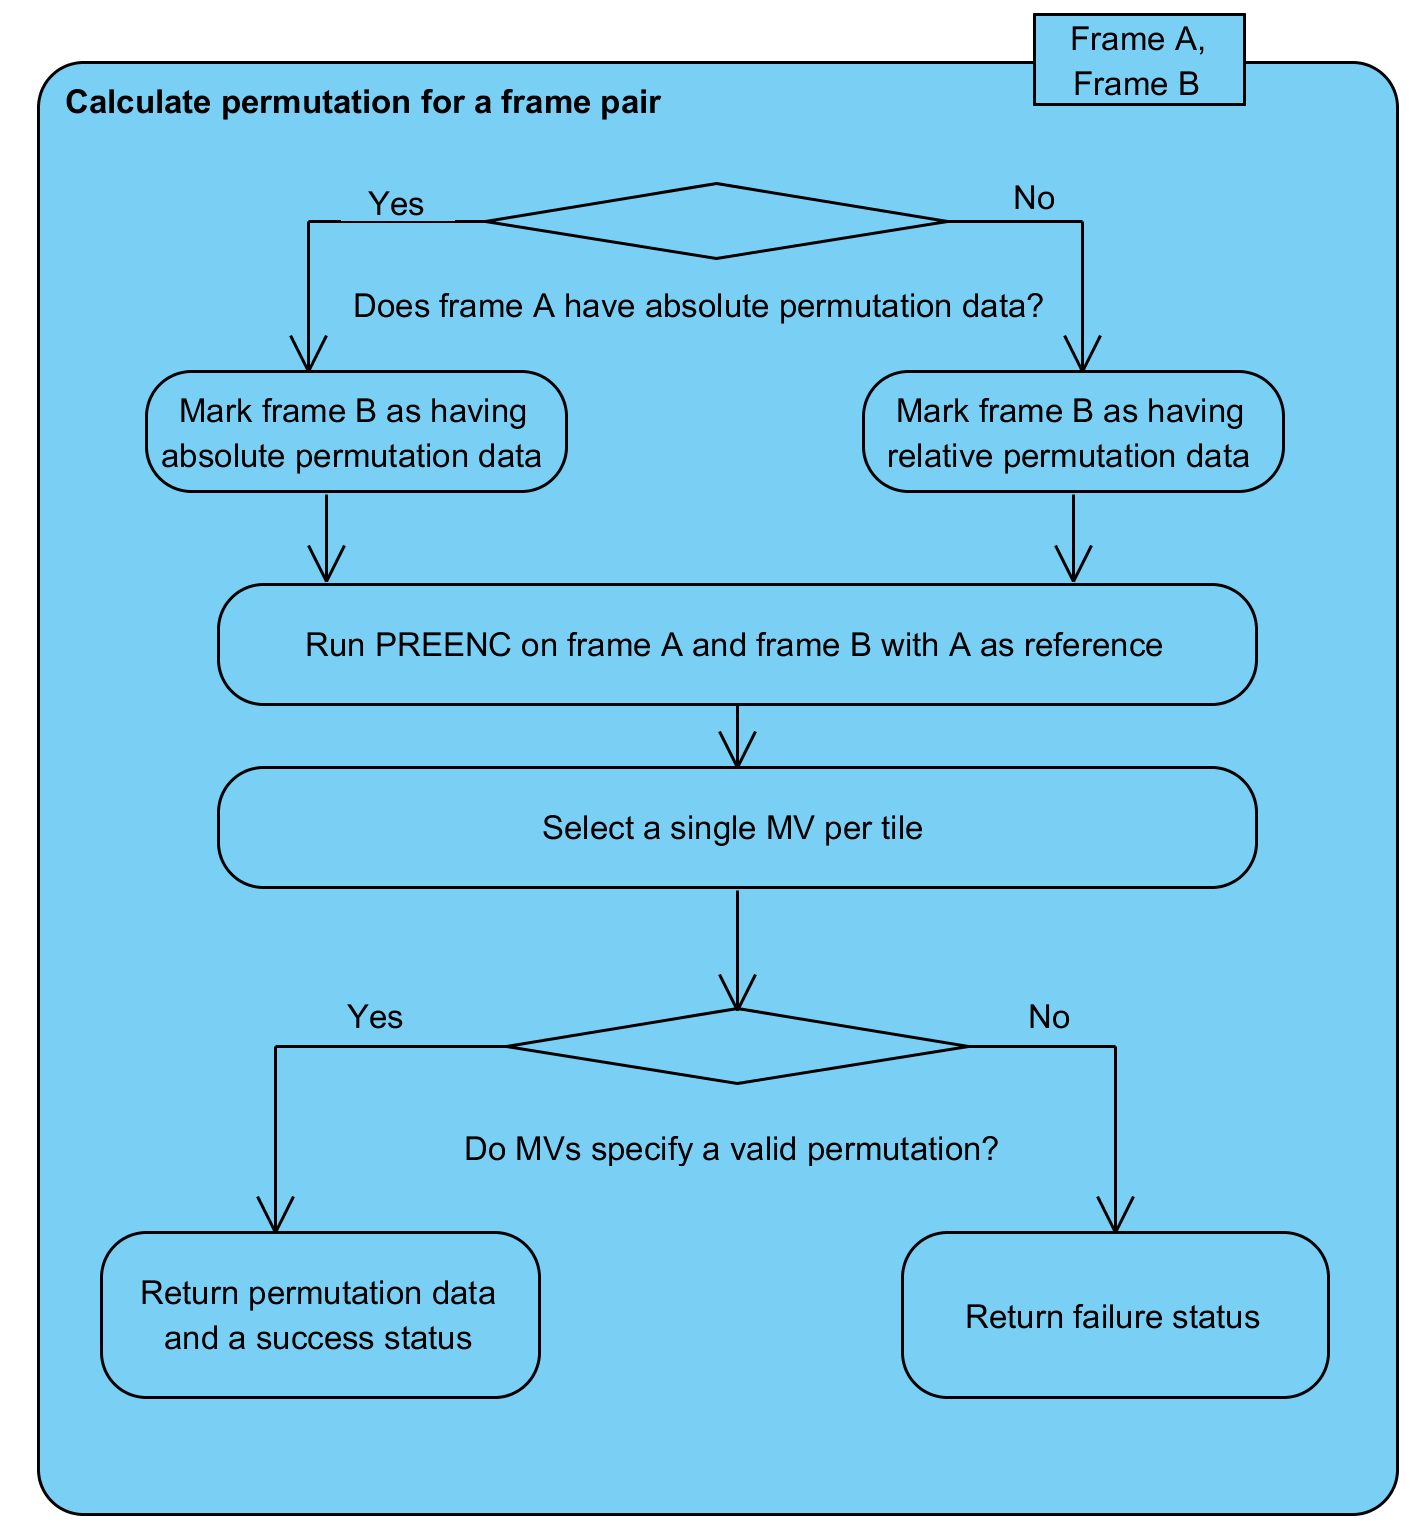 Frame A,
Frame B
Calculate permutation for a frame pair
Yes
No
Does frame A have absolute permutation data?
Mark frame B as having
absolute permutation data
Mark frame B as having
relative permutation data
Run PREENC on frame A and frame B with A as reference
Select a single MV per tile
Yes
No
Do MVs specify a valid permutation?
Return permutation data
and a success status
Return failure status